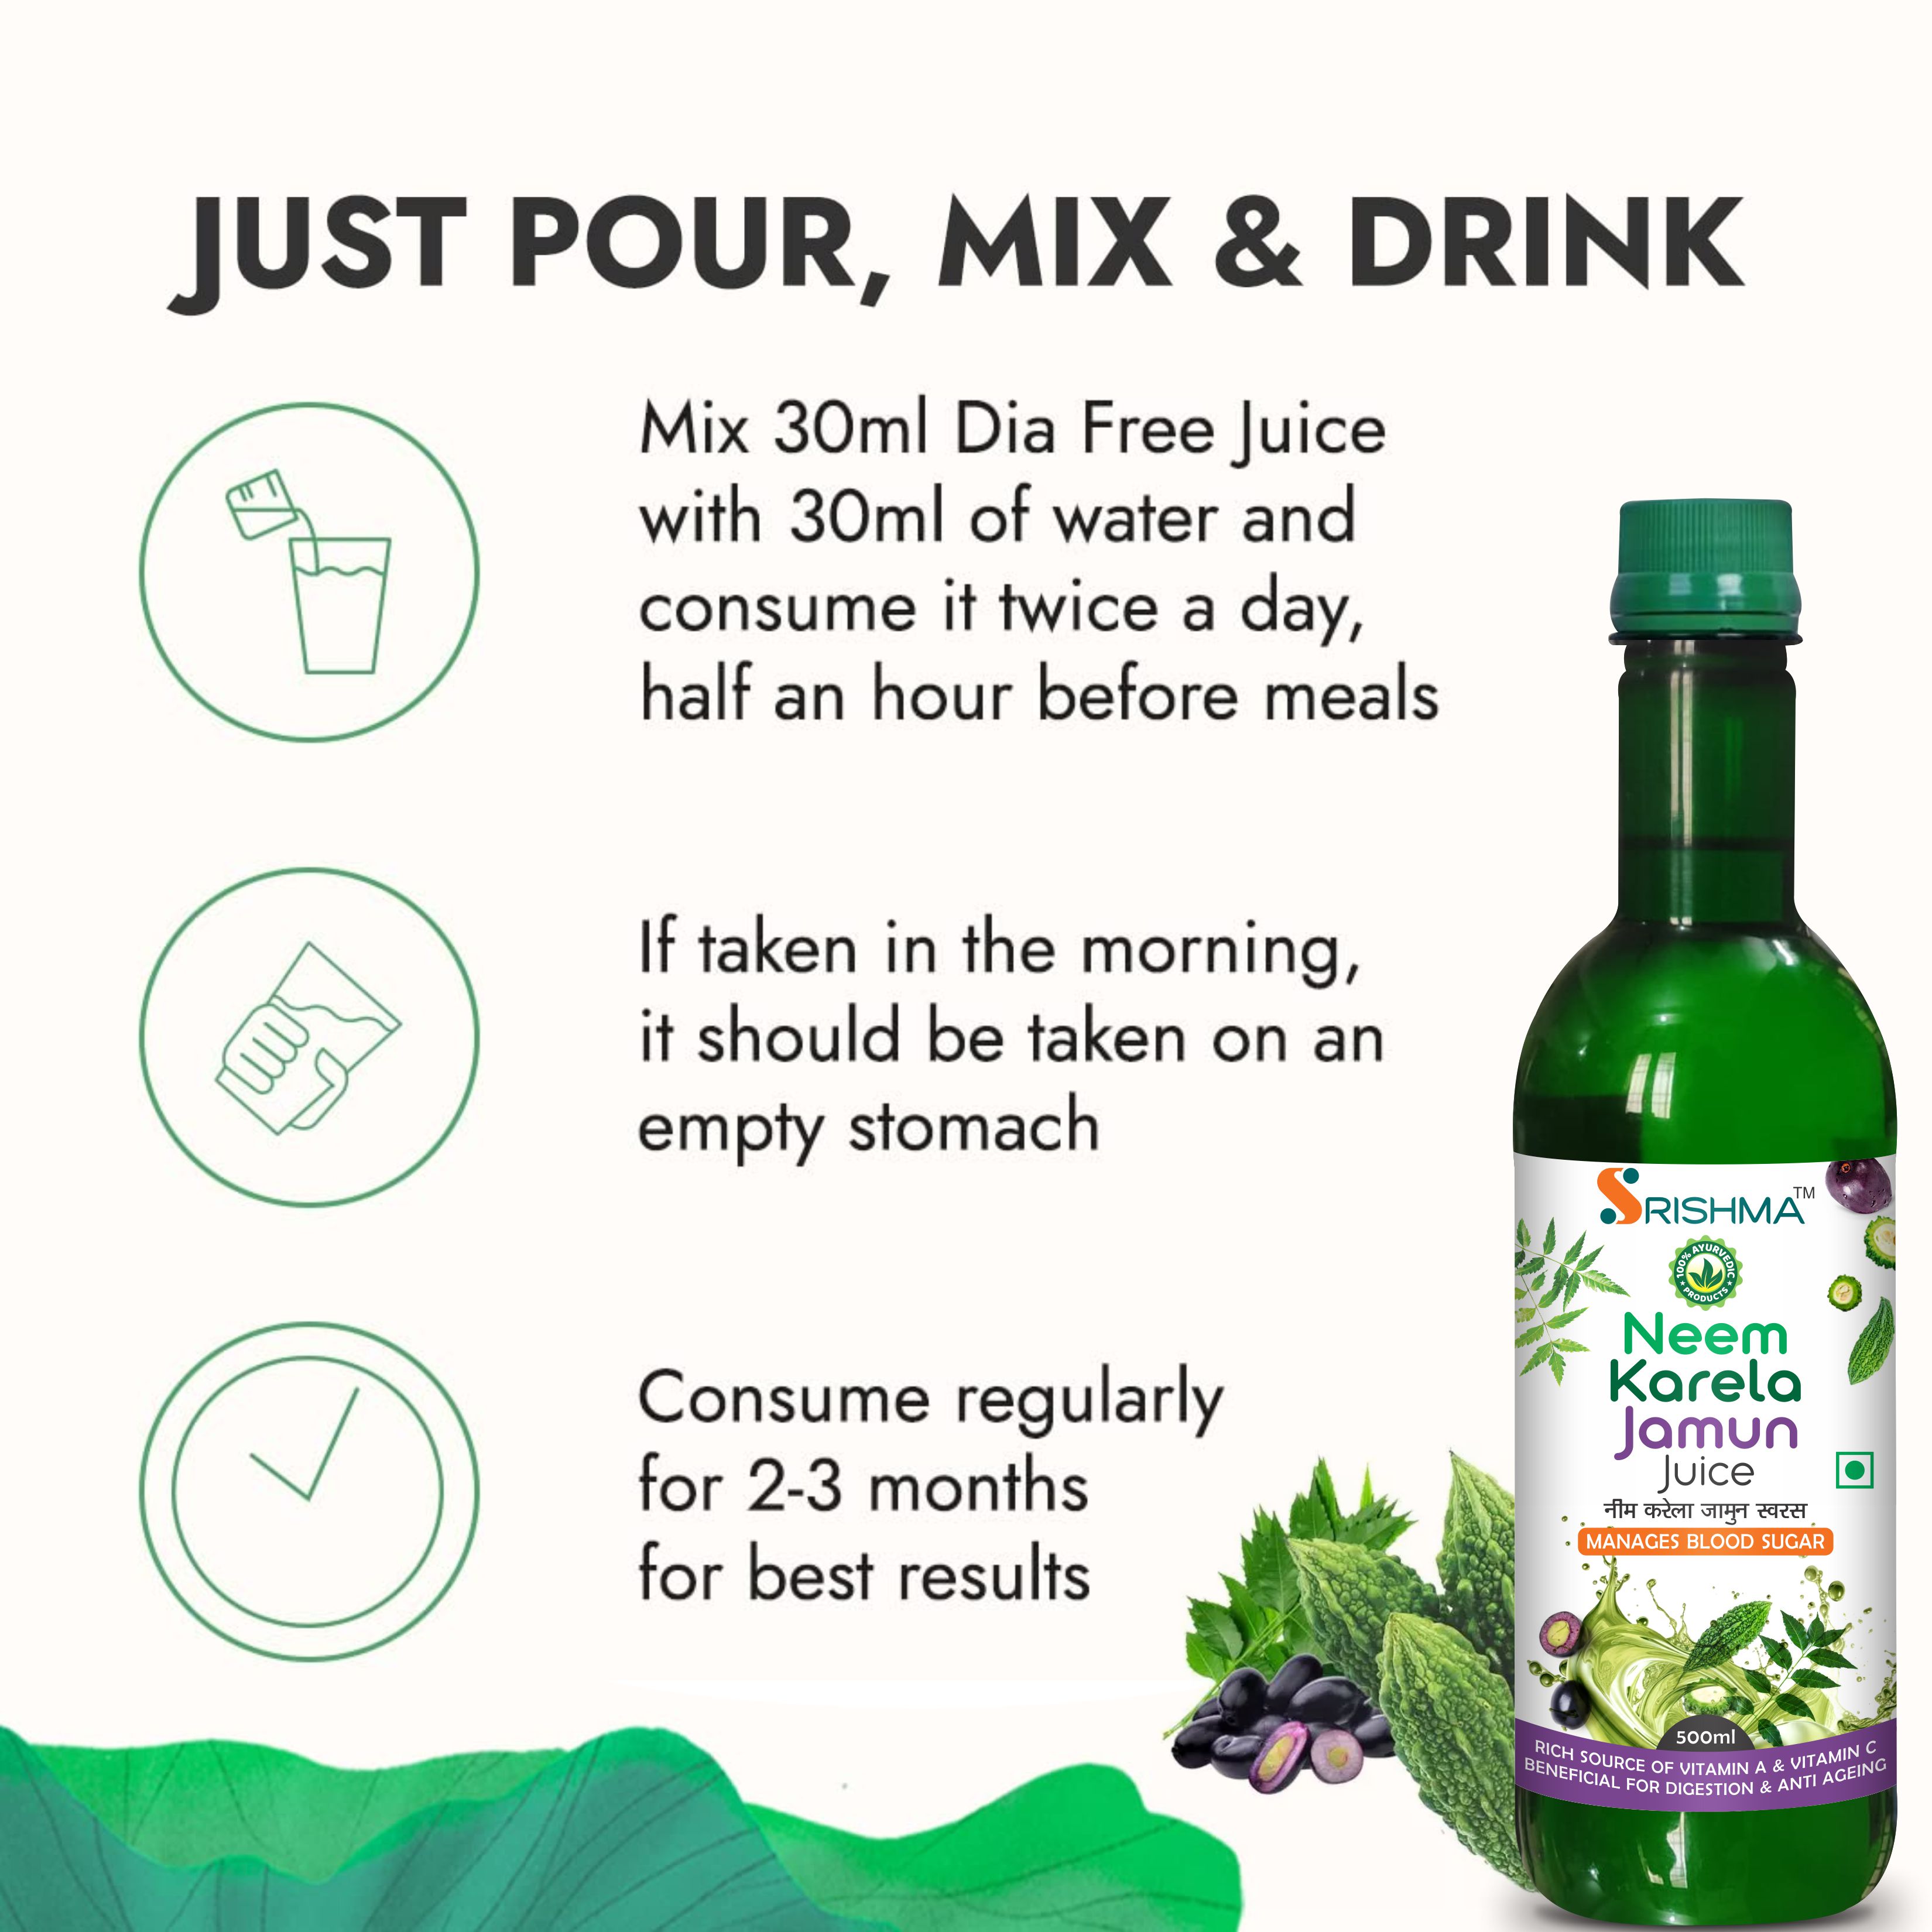 JUST POUR, MIX & DRINK
Mix 30ml Dia Free Juice
with 30ml of water and
consume it twice a day,
half an hour before meals
If taken in the morning,
it should be taken on an
empty stomach
Consume regularly
for 2-3 months
for best results
SRISHMA™
100% AYURVEDIC
PRODUCTS
Neem
Karela
Jamun
Juice
नीम करेला जामुन स्वरस
MANAGES BLOOD SUGAR
500ml
RICH SOURCE OF VITAMIN A & VITAMIN C
BENEFICIAL FOR DIGESTION & ANTI AGEING